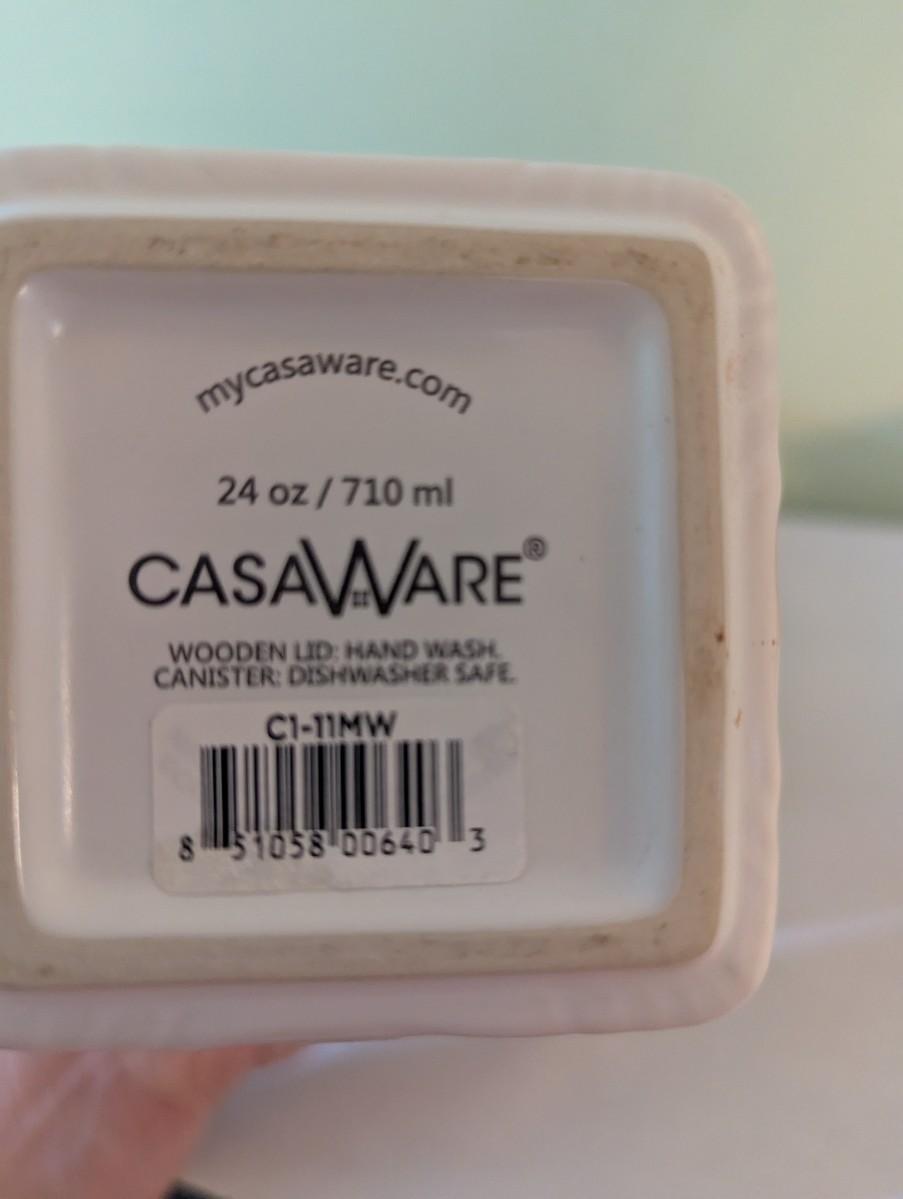 mycasaware.com
24 oz / 710 ml
CASAWARE®
WOODEN LID: HAND WASH.
CANISTER: DISHWASHER SAFE.
C1-11MW
8 51058 00640 3